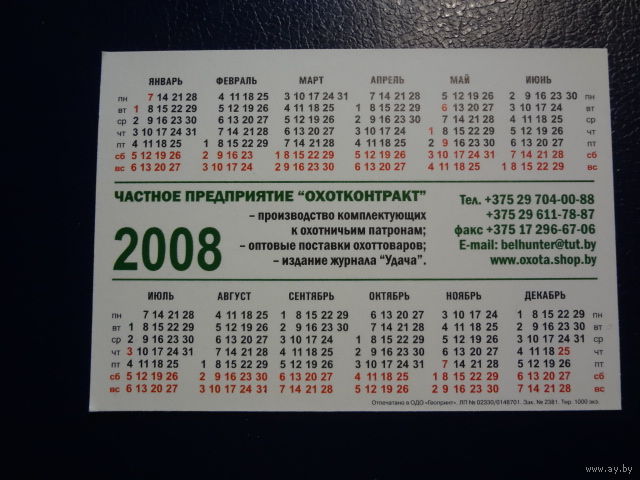 ЯНВАРЬ ФЕВРАЛЬ МАРТ АПРЕЛЬ МАЙ ИЮНЬ
пн 7 14 21 28 4 11 18 25 3 10 17 24 31 7 14 21 28 5 12 19 26 2 9 16 23 30
вт 1 8 15 22 29 5 12 19 26 4 11 18 25 1 8 15 22 29 6 13 20 27 3 10 17 24
ср 2 9 16 23 30 6 13 20 27 5 12 19 26 2 9 16 23 30 7 14 21 28 4 11 18 25
чт 3 10 17 24 31 7 14 21 28 6 13 20 27 3 10 17 24 1 8 15 22 29 5 12 19 26
пт 4 11 18 25 1 8 15 22 29 7 14 21 28 4 11 18 25 2 9 16 23 30 6 13 20 27
сб 5 12 19 26 2 9 16 23 1 8 15 22 29 5 12 19 26 3 10 17 24 31 7 14 21 28
вс 6 13 20 27 3 10 17 24 2 9 16 23 30 6 13 20 27 4 11 18 25 1 8 15 22 29
ЧАСТНОЕ ПРЕДПРИЯТИЕ “ОХОТКОНТРАКТ” Тел. +375 29 704-00-88
– производство комплектующих +375 29 611-78-87
к охотничьим патронам; факс +375 17 296-67-06
2008 – оптовые поставки охоттоваров; E-mail: belhunter@tut.by
– издание журнала “Удача”. www.oxota.shop.by
ИЮЛЬ АВГУСТ СЕНТЯБРЬ ОКТЯБРЬ НОЯБРЬ ДЕКАБРЬ
пн 7 14 21 28 4 11 18 25 1 8 15 22 29 6 13 20 27 3 10 17 24 1 8 15 22 29
вт 1 8 15 22 29 5 12 19 26 2 9 16 23 30 7 14 21 28 4 11 18 25 2 9 16 23 30
ср 2 9 16 23 30 6 13 20 27 3 10 17 24 1 8 15 22 29 5 12 19 26 3 10 17 24 31
чт 3 10 17 24 31 7 14 21 28 4 11 18 25 2 9 16 23 30 6 13 20 27 4 11 18 25
пт 4 11 18 25 1 8 15 22 29 5 12 19 26 3 10 17 24 31 7 14 21 28 5 12 19 26
сб 5 12 19 26 2 9 16 23 30 6 13 20 27 4 11 18 25 1 8 15 22 29 6 13 20 27
вс 6 13 20 27 3 10 17 24 31 7 14 21 28 5 12 19 26 2 9 16 23 30 7 14 21 28
Отпечатано в ОДО «Геопринт». ЛП № 02330/0148701. Зак. № 2381. Тир. 1000 экз.
www.ay.by